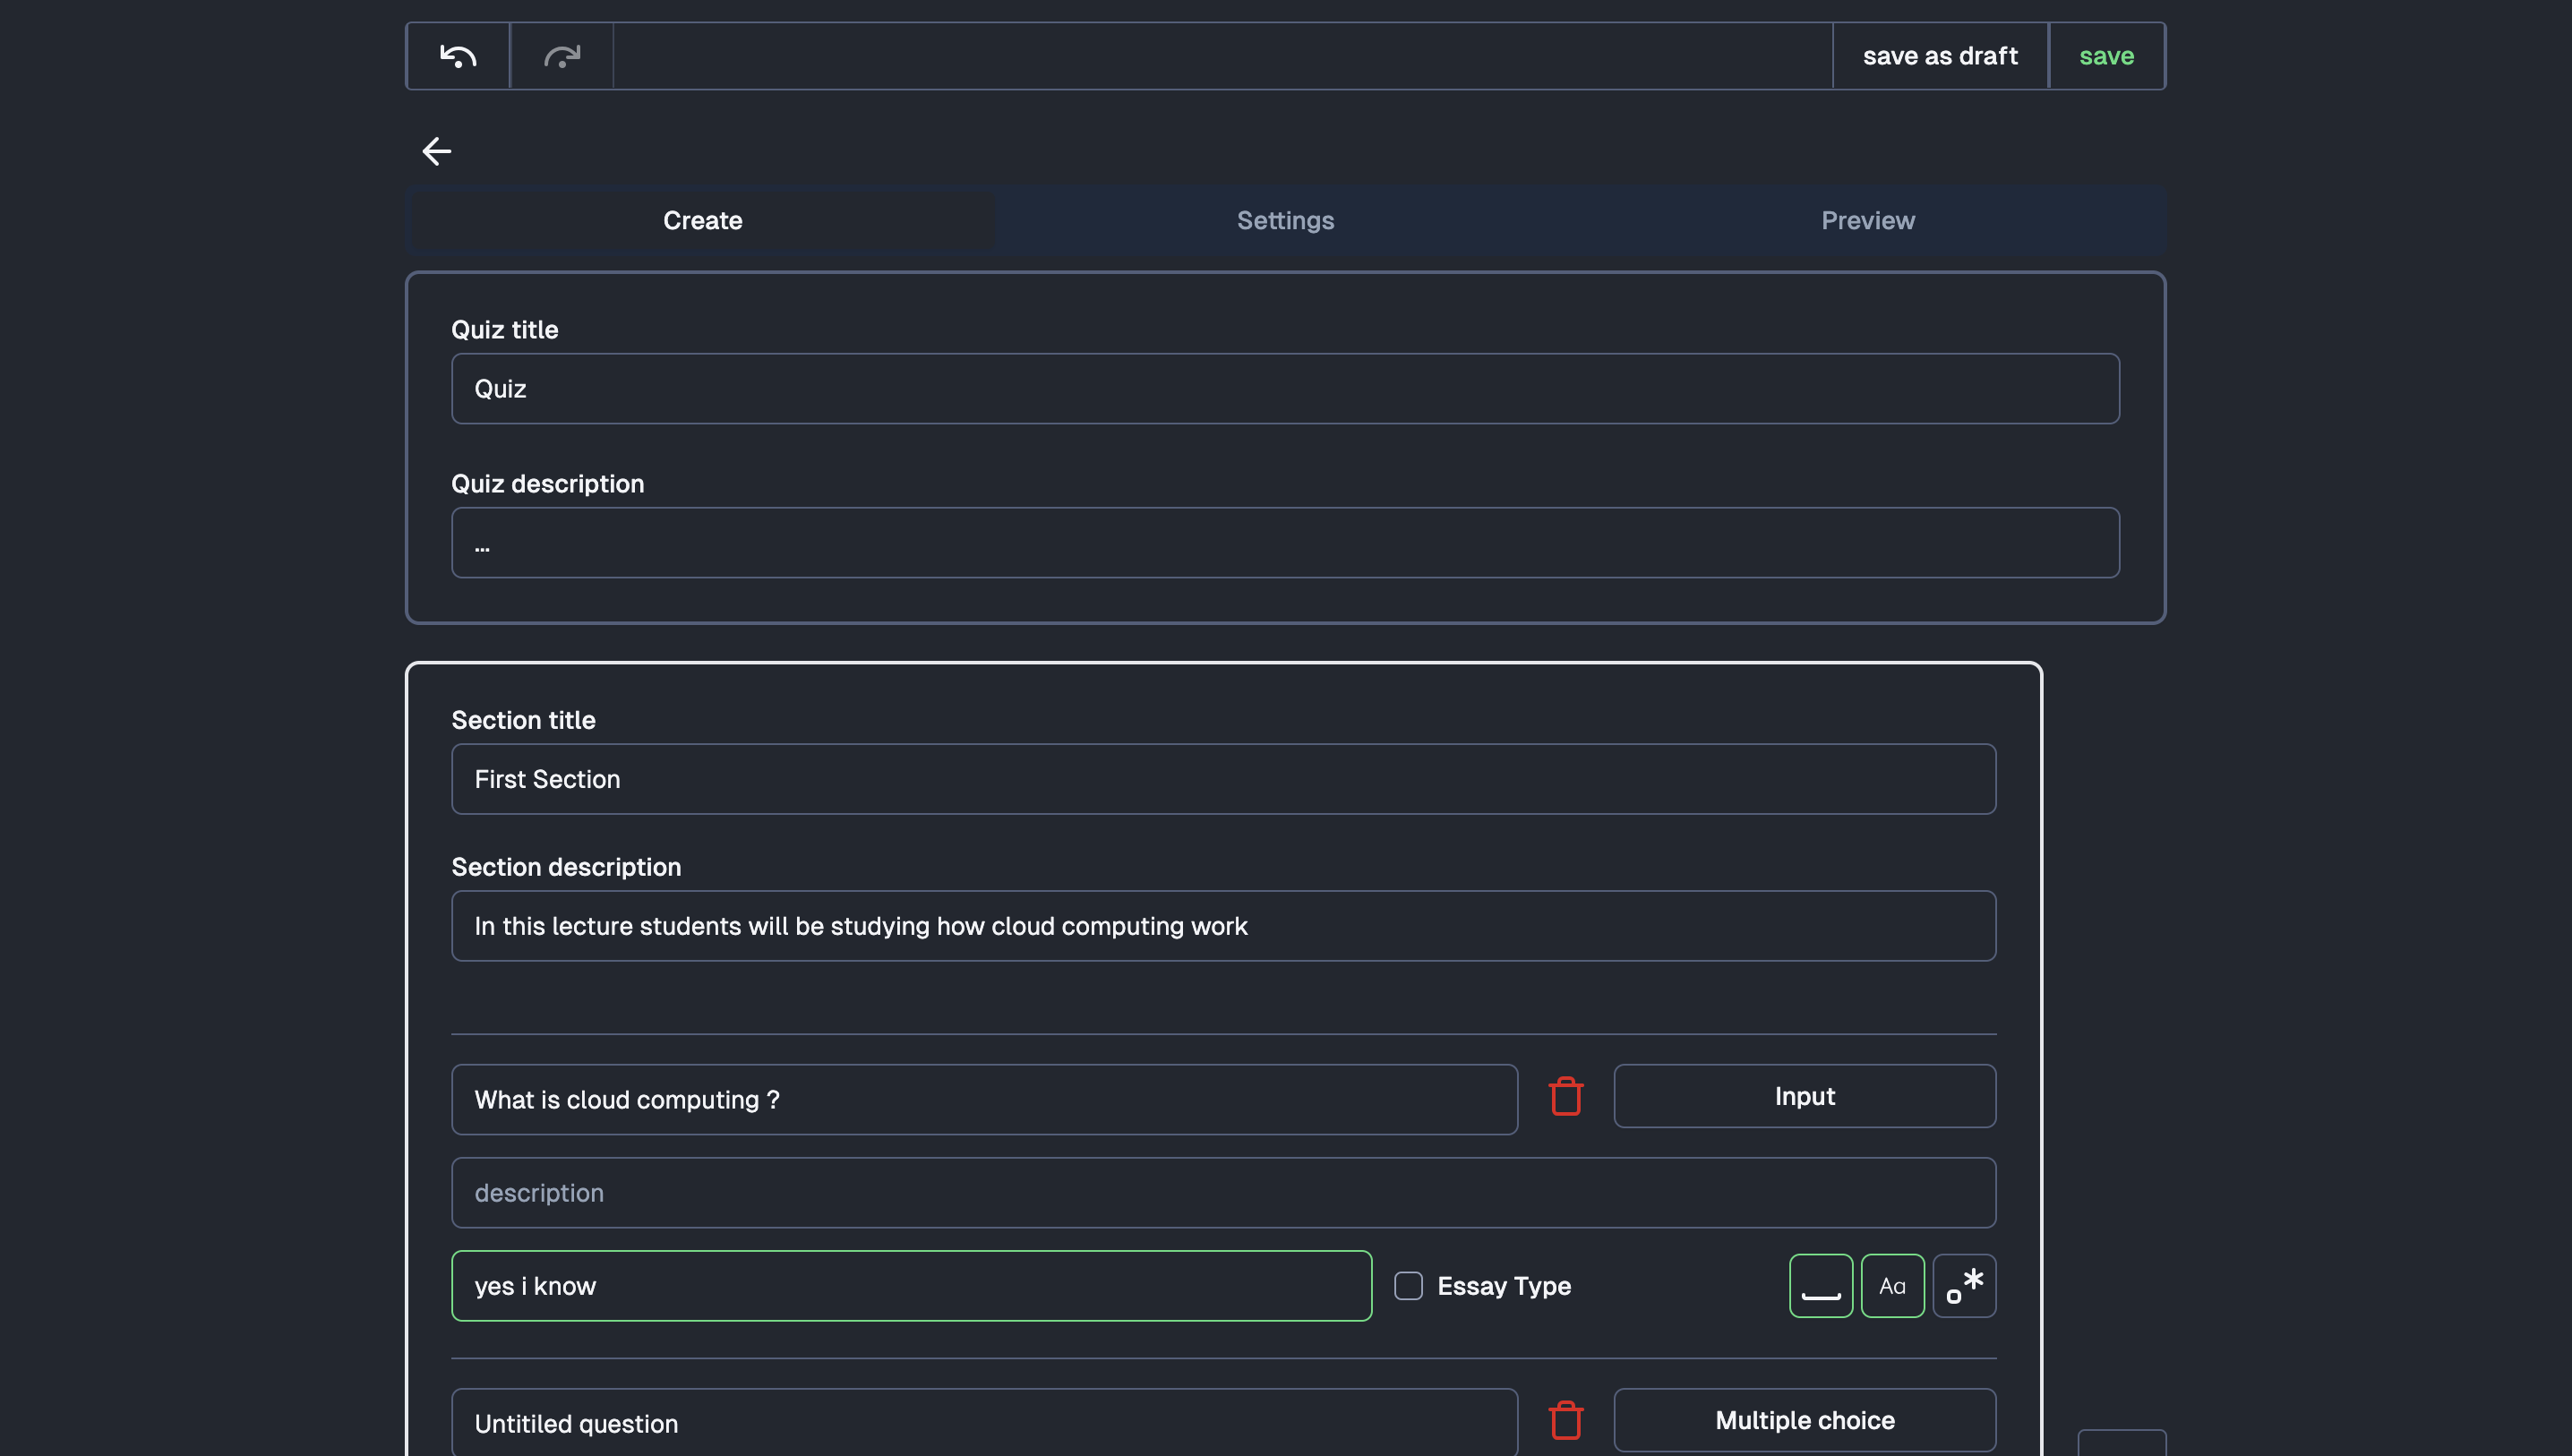 save as draft
save
Create
Settings
Preview
Quiz title
Quiz
Quiz description
...
Section title
First Section
Section description
In this lecture students will be studying how cloud computing work
What is cloud computing ?
Input
description
yes i know
Essay Type
Aa
Untitiled question
Multiple choice